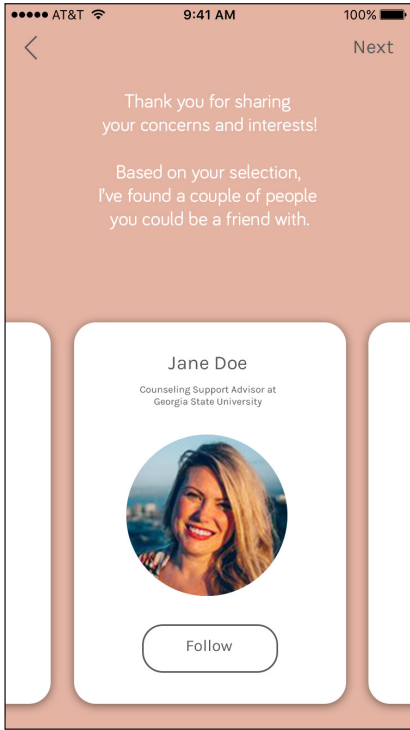 AT&T 9:41 AM 100%
Next
Thank you for sharing
your concerns and interests!
Based on your selection,
I've found a couple of people
you could be a friend with.
Jane Doe
Counseling Support Advisor at
Georgia State University
Follow